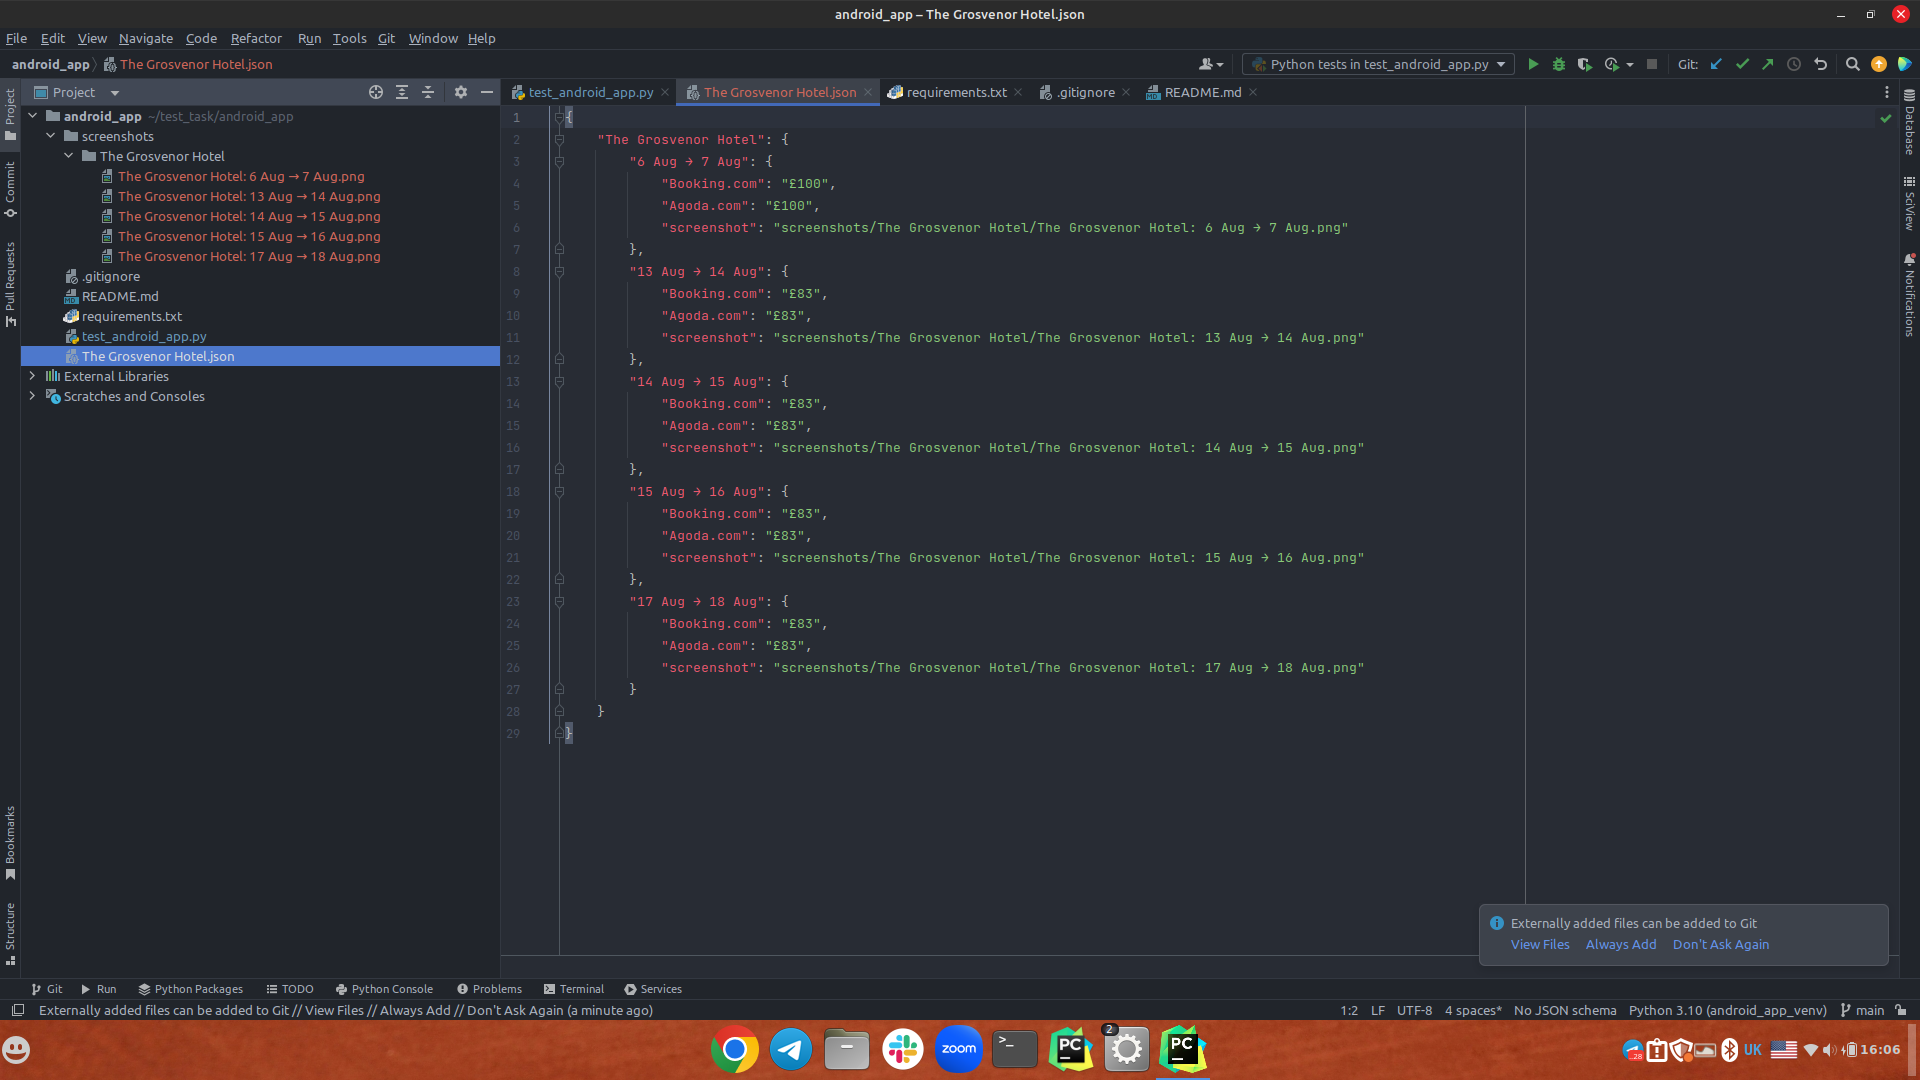 android_app – The Grosvenor Hotel.json
File Edit View Navigate Code Refactor Run Tools Git Window Help
android_app The Grosvenor Hotel.json
Python tests in test_android_app.py
Git:
Project
test_android_app.py
The Grosvenor Hotel.json
requirements.txt
.gitignore
README.md
Project
Commit
Pull Requests
Bookmarks
Structure
android_app ~/test_task/android_app
screenshots
The Grosvenor Hotel
The Grosvenor Hotel: 6 Aug → 7 Aug.png
The Grosvenor Hotel: 13 Aug → 14 Aug.png
The Grosvenor Hotel: 14 Aug → 15 Aug.png
The Grosvenor Hotel: 15 Aug → 16 Aug.png
The Grosvenor Hotel: 17 Aug → 18 Aug.png
.gitignore
README.md
requirements.txt
test_android_app.py
The Grosvenor Hotel.json
External Libraries
Scratches and Consoles
1 {
2 "The Grosvenor Hotel": {
3 "6 Aug → 7 Aug": {
4 "Booking.com": "£100",
5 "Agoda.com": "£100",
6 "screenshot": "screenshots/The Grosvenor Hotel/The Grosvenor Hotel: 6 Aug → 7 Aug.png"
7 },
8 "13 Aug → 14 Aug": {
9 "Booking.com": "£83",
10 "Agoda.com": "£83",
11 "screenshot": "screenshots/The Grosvenor Hotel/The Grosvenor Hotel: 13 Aug → 14 Aug.png"
12 },
13 "14 Aug → 15 Aug": {
14 "Booking.com": "£83",
15 "Agoda.com": "£83",
16 "screenshot": "screenshots/The Grosvenor Hotel/The Grosvenor Hotel: 14 Aug → 15 Aug.png"
17 },
18 "15 Aug → 16 Aug": {
19 "Booking.com": "£83",
20 "Agoda.com": "£83",
21 "screenshot": "screenshots/The Grosvenor Hotel/The Grosvenor Hotel: 15 Aug → 16 Aug.png"
22 },
23 "17 Aug → 18 Aug": {
24 "Booking.com": "£83",
25 "Agoda.com": "£83",
26 "screenshot": "screenshots/The Grosvenor Hotel/The Grosvenor Hotel: 17 Aug → 18 Aug.png"
27 }
28 }
29 }
Database
SciView
Notifications
Externally added files can be added to Git
View Files Always Add Don't Ask Again
Git Run Python Packages TODO Python Console Problems Terminal Services
Externally added files can be added to Git // View Files // Always Add // Don't Ask Again (a minute ago)
1:2 LF UTF-8 4 spaces* No JSON schema Python 3.10 (android_app_venv) main
zoom
>_
PC
2
PC
28
UK
16:06